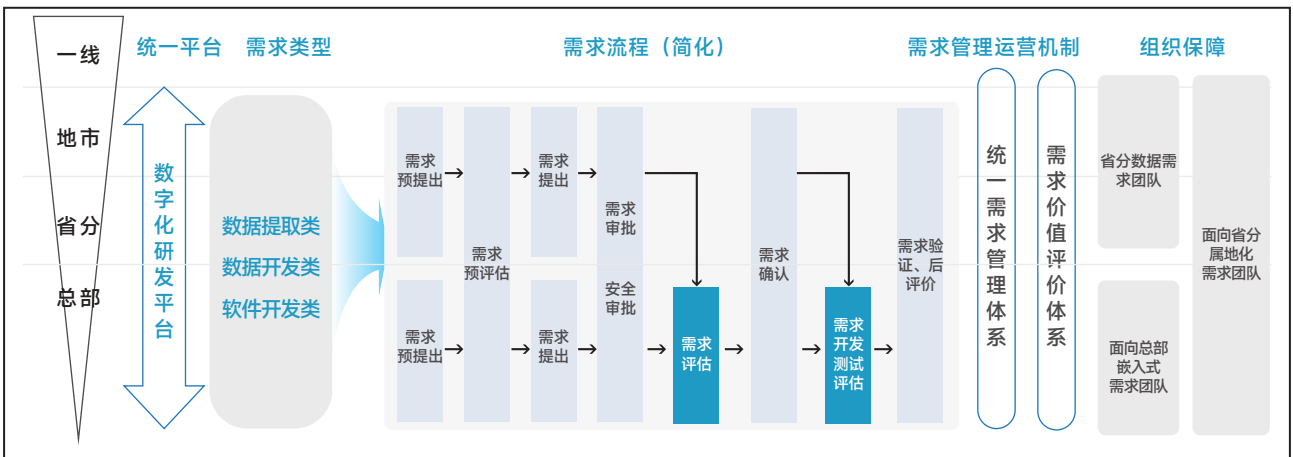 一线
地市
省分
总部
统一平台
数
字
化
研
发
平
台
需求类型
数据提取类
数据开发类
软件开发类
需求流程（简化）
需求
预提出
需求
预提出
需求
预评估
需求
提出
需求
提出
需求
审批
安全
审批
需求
评估
需求
确认
需求
开发
测试
评估
需求验
证、后
评价
需求管理运营机制
统
一
需
求
管
理
体
系
需
求
价
值
评
价
体
系
组织保障
省分数据需
求团队
面向总部
嵌入式
需求团队
面向省分
属地化
需求团队